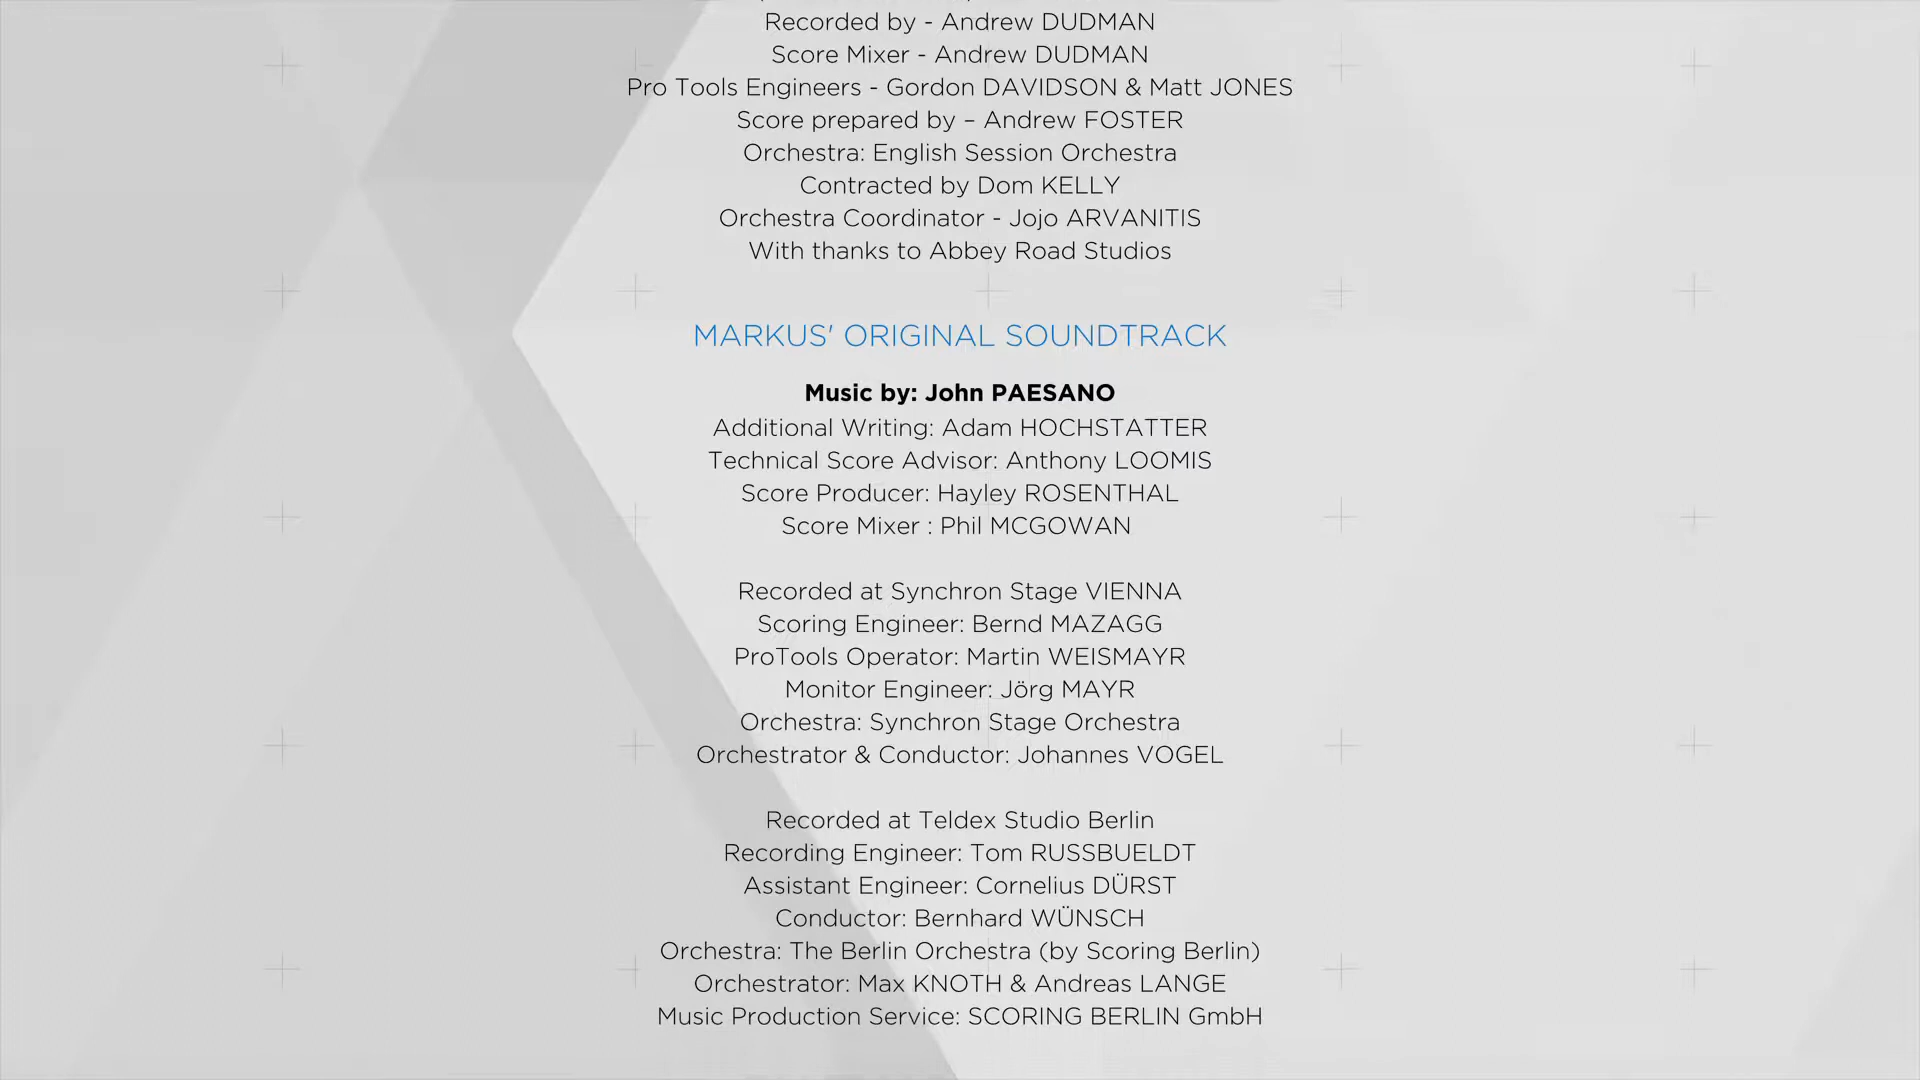 Recorded by - Andrew DUDMAN
Score Mixer - Andrew DUDMAN
Pro Tools Engineers - Gordon DAVIDSON & Matt JONES
Score prepared by – Andrew FOSTER
Orchestra: English Session Orchestra
Contracted by Dom KELLY
Orchestra Coordinator - Jojo ARVANITIS
With thanks to Abbey Road Studios
MARKUS' ORIGINAL SOUNDTRACK
Music by: John PAESANO
Additional Writing: Adam HOCHSTATTER
Technical Score Advisor: Anthony LOOMIS
Score Producer: Hayley ROSENTHAL
Score Mixer : Phil MCGOWAN
Recorded at Synchron Stage VIENNA
Scoring Engineer: Bernd MAZAGG
ProTools Operator: Martin WEISMAYR
Monitor Engineer: Jörg MAYR
Orchestra: Synchron Stage Orchestra
Orchestrator & Conductor: Johannes VOGEL
Recorded at Teldex Studio Berlin
Recording Engineer: Tom RUSSBUELDT
Assistant Engineer: Cornelius DÜRST
Conductor: Bernhard WÜNSCH
Orchestra: The Berlin Orchestra (by Scoring Berlin)
Orchestrator: Max KNOTH & Andreas LANGE
Music Production Service: SCORING BERLIN GmbH